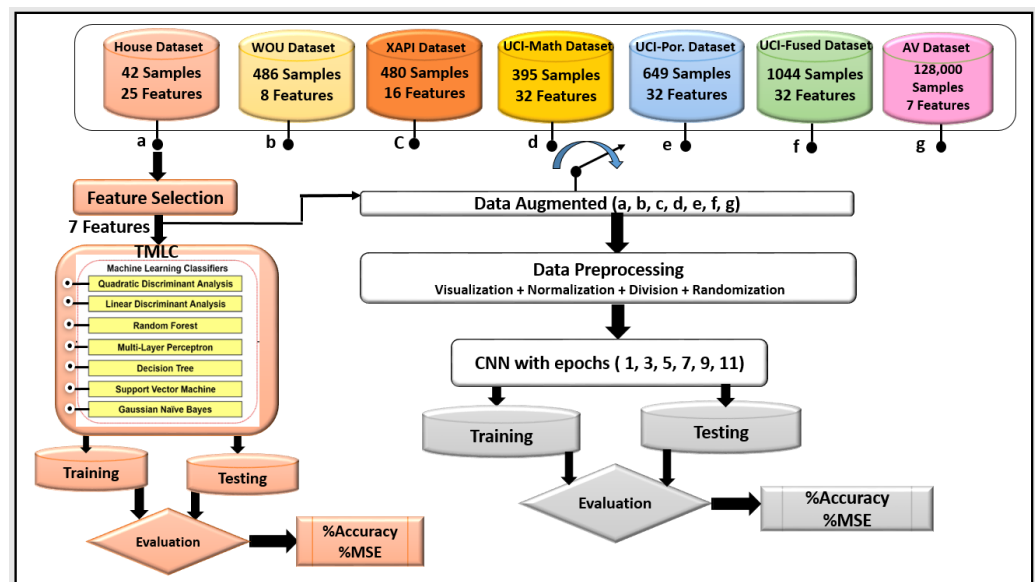 House Dataset
42 Samples
25 Features
WOU Dataset
486 Samples
8 Features
XAPI Dataset
480 Samples
16 Features
UCI-Math Dataset
395 Samples
32 Features
UCI-Por. Dataset
649 Samples
32 Features
UCI-Fused Dataset
1044 Samples
32 Features
AV Dataset
128,000
Samples
7 Features
a
b
C
d
e
f
g
Feature Selection
7 Features
Data Augmented (a, b, c, d, e, f, g)
TMLC
Machine Learning Classifiers
Quadratic Discriminant Analysis
Linear Discriminant Analysis
Random Forest
Multi-Layer Perceptron
Decision Tree
Support Vector Machine
Gaussian Naïve Bayes
Data Preprocessing
Visualization + Normalization + Division + Randomization
CNN with epochs ( 1, 3, 5, 7, 9, 11)
Training
Testing
Evaluation
%Accuracy
%MSE
Training
Testing
Evaluation
%Accuracy
%MSE